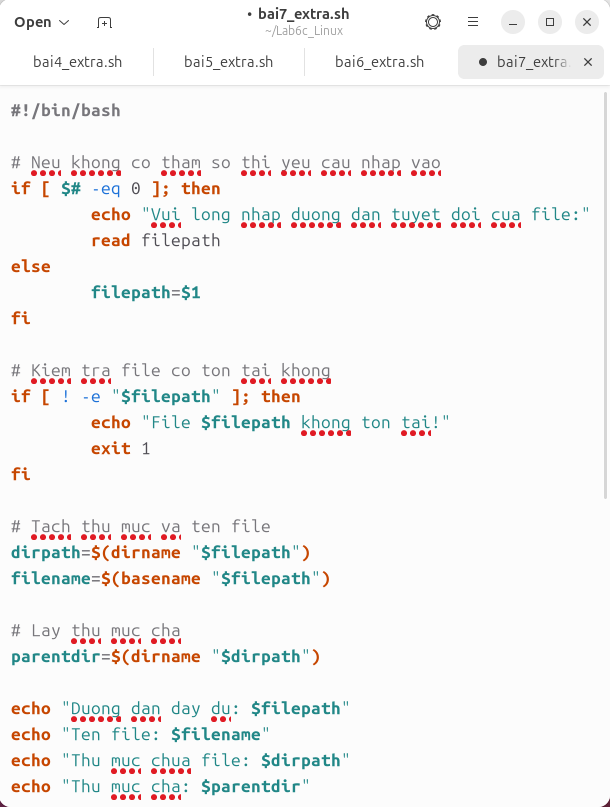 Open
• bai7_extra.sh
~/Lab6c_Linux
bai4_extra.sh
bai5_extra.sh
bai6_extra.sh
bai7_extra.
#!/bin/bash
# Neu khong co tham so thi yeu cau nhap vao
if [ $# -eq 0 ]; then
echo "Vui long nhap duong dan tuyet doi cua file:"
read filepath
else
filepath=$1
fi
# Kiem tra file co ton tai khong
if [ ! -e "$filepath" ]; then
echo "File $filepath khong ton tai!"
exit 1
fi
# Tach thu muc va ten file
dirpath=$(dirname "$filepath")
filename=$(basename "$filepath")
# Lay thu muc cha
parentdir=$(dirname "$dirpath")
echo "Duong dan day du: $filepath"
echo "Ten file: $filename"
echo "Thu muc chua file: $dirpath"
echo "Thu muc cha: $parentdir"